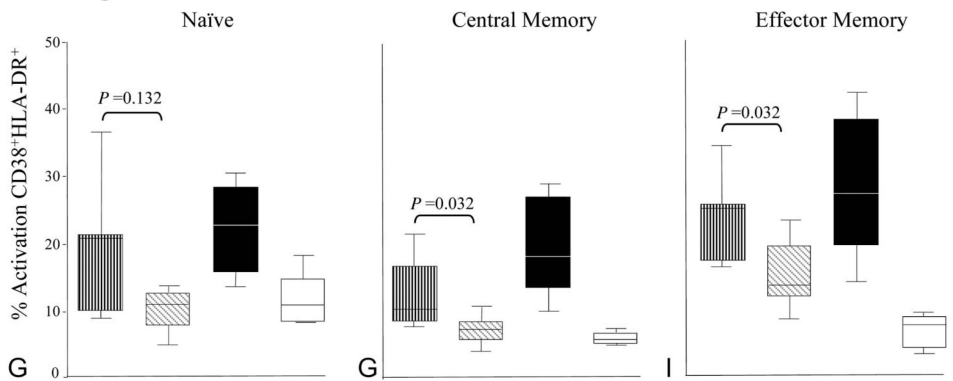 Naïve
Central Memory
Effector Memory
% Activation CD38⁺HLA-DR⁺
50
40
30
20
10
0
P =0.132
P =0.032
P =0.032
G
G
I